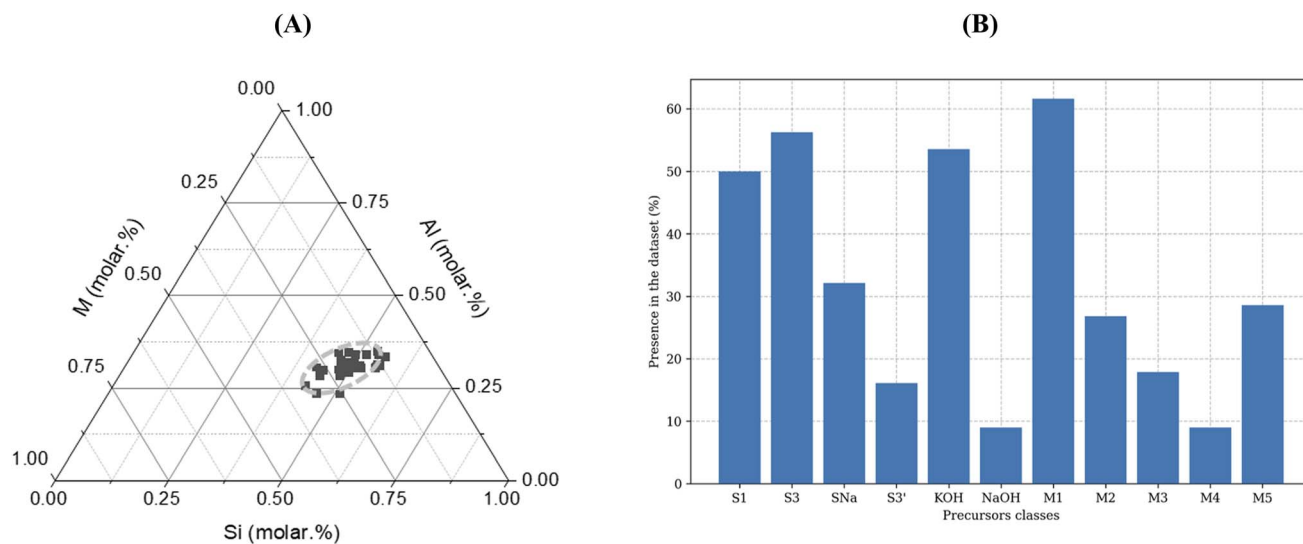 (A)
(B)
0.00
1.00
0.25
0.75
M (molar.%)
Al (molar.%)
0.50
0.50
0.75
0.25
1.00
0.00
0.00
0.25
0.50
0.75
1.00
Si (molar.%)
Presence in the dataset (%)
60
50
40
30
20
10
0
S1
S3
SNa
S3'
KOH
NaOH
M1
M2
M3
M4
M5
Precursors classes